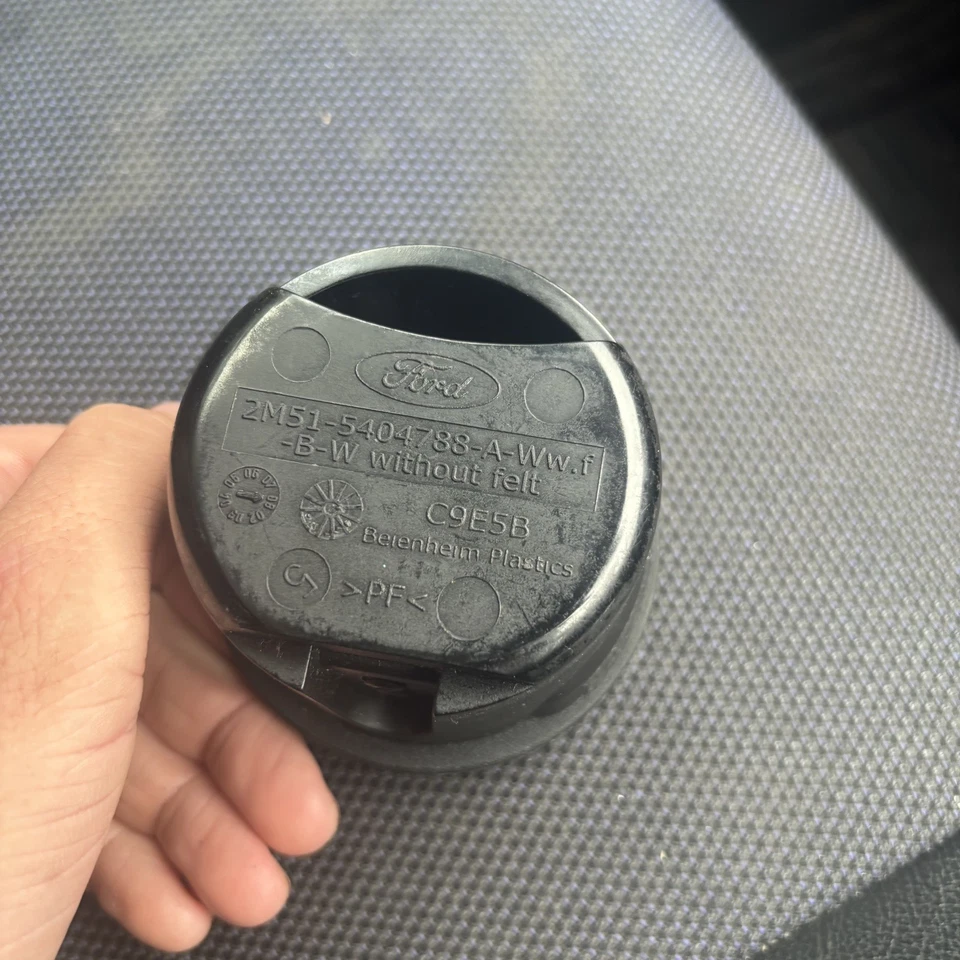 Ford
2M51-5404788-A-Ww.f
-B-W without felt
C9E5B
Beienheim Plastics
>PF<